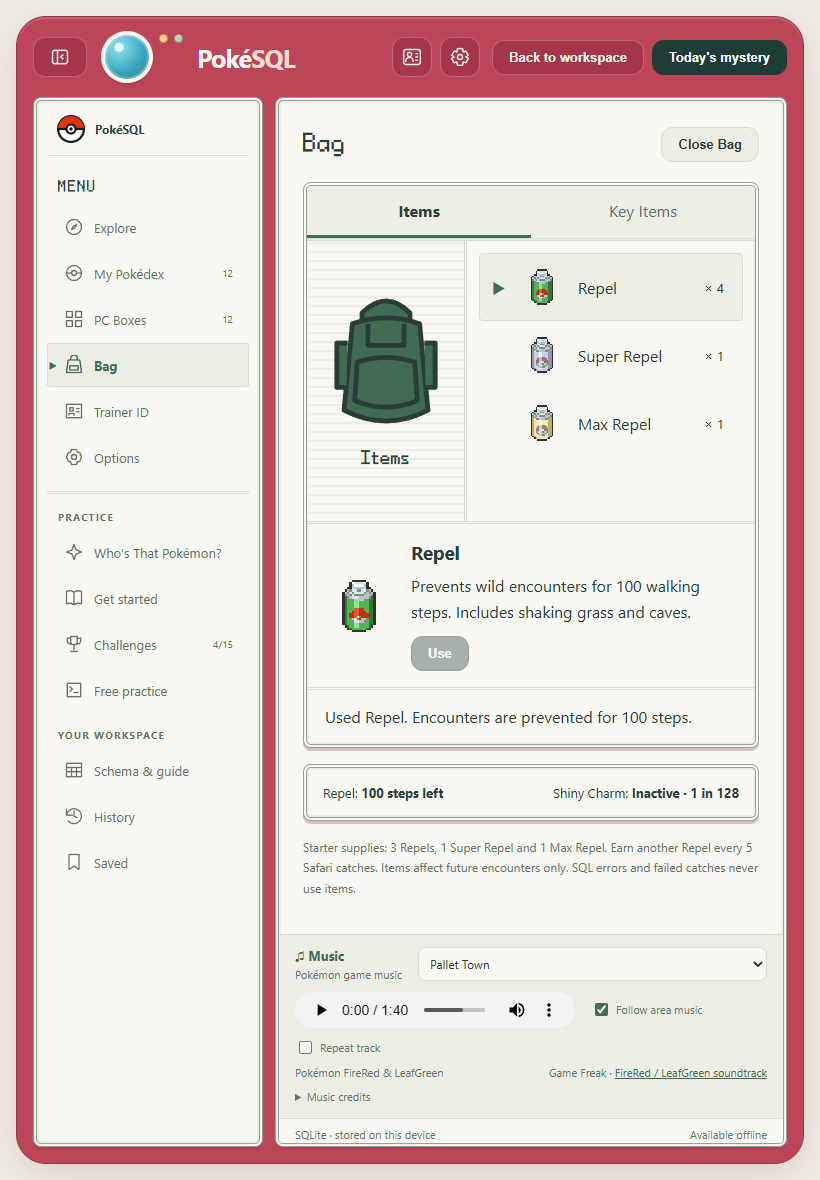 PokéSQL
Back to workspace
Today's mystery
PokéSQL
MENU
Explore
My Pokédex 12
PC Boxes 12
Bag
Trainer ID
Options
PRACTICE
Who's That Pokémon?
Get started
Challenges 4/15
Free practice
YOUR WORKSPACE
Schema & guide
History
Saved
Bag
Close Bag
Items
Key Items
Items
Repel × 4
Super Repel × 1
Max Repel × 1
Repel
Prevents wild encounters for 100 walking
steps. Includes shaking grass and caves.
Use
Used Repel. Encounters are prevented for 100 steps.
Repel: 100 steps left
Shiny Charm: Inactive · 1 in 128
Starter supplies: 3 Repels, 1 Super Repel and 1 Max Repel. Earn another Repel every 5
Safari catches. Items affect future encounters only. SQL errors and failed catches never
use items.
♫ Music
Pokémon game music
Pallet Town
0:00 / 1:40
Follow area music
Repeat track
Pokémon FireRed & LeafGreen
Game Freak · FireRed / LeafGreen soundtrack
Music credits
SQLite · stored on this device
Available offline